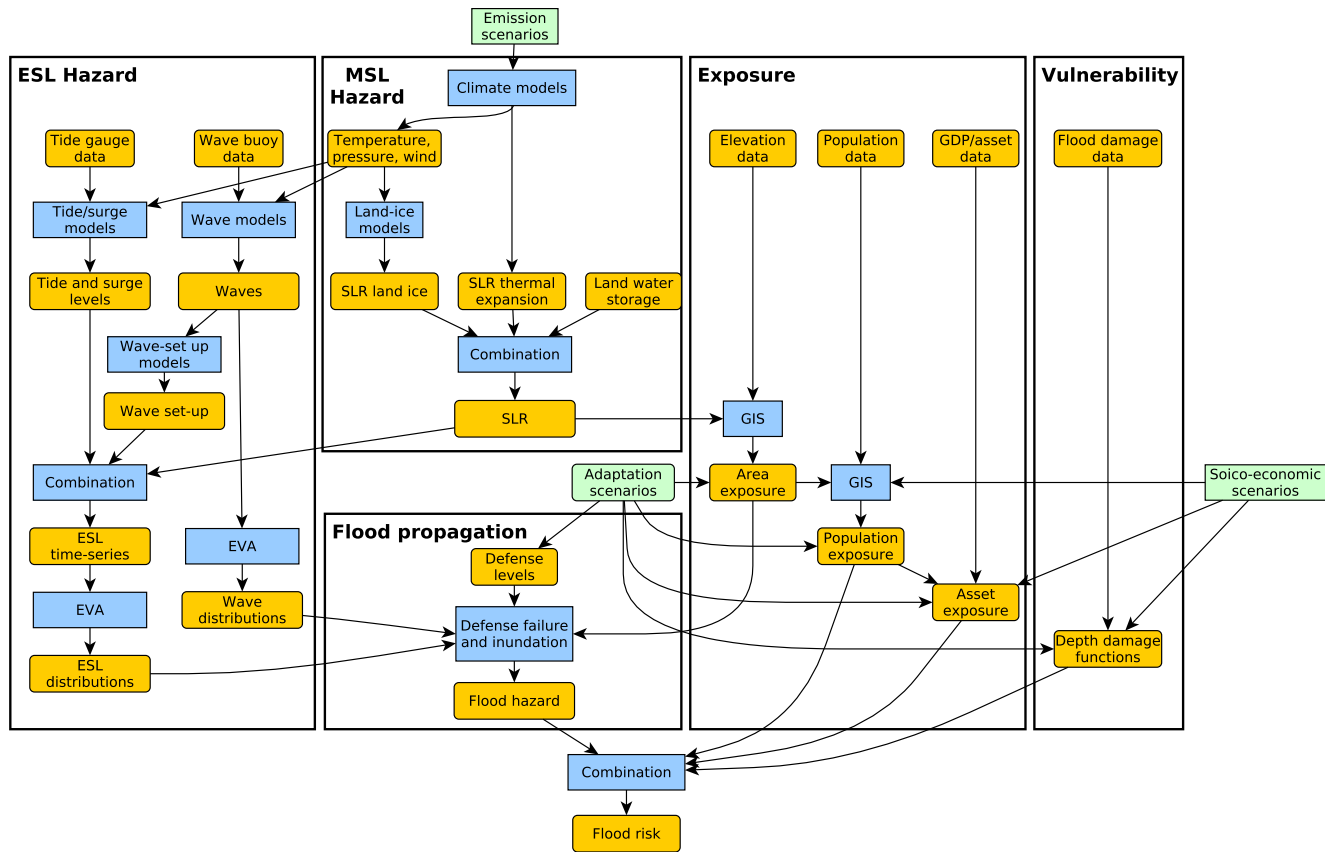 Emission
scenarios
ESL Hazard
MSL
Hazard
Exposure
Vulnerability
Climate models
Tide gauge
data
Wave buoy
data
Temperature,
pressure, wind
Elevation
data
Population
data
GDP/asset
data
Flood damage
data
Tide/surge
models
Wave models
Land-ice
models
Tide and surge
levels
Waves
SLR land ice
SLR thermal
expansion
Land water
storage
Wave-set up
models
Combination
Wave set-up
SLR
GIS
Combination
Adaptation
scenarios
Area
exposure
GIS
Soico-economic
scenarios
Flood propagation
ESL
time-series
EVA
Defense
levels
Population
exposure
EVA
Wave
distributions
Defense failure
and inundation
Asset
exposure
ESL
distributions
Depth damage
functions
Flood hazard
Combination
Flood risk